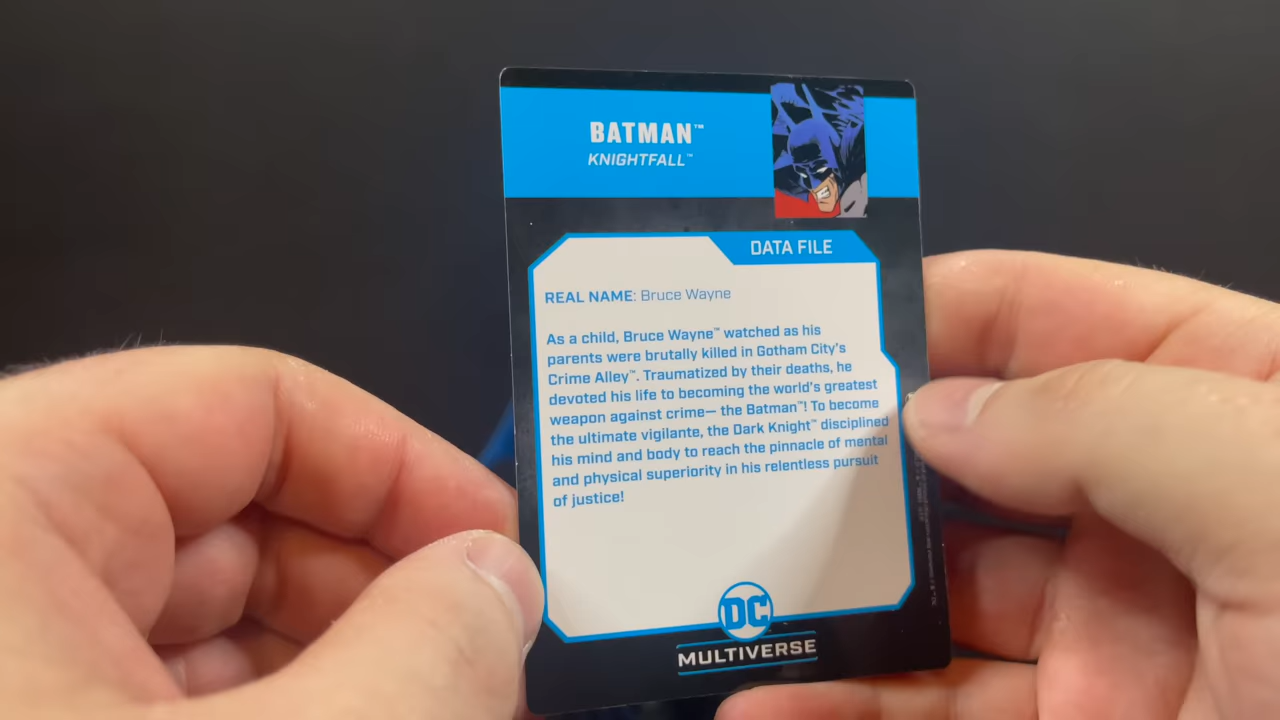 BATMAN™
KNIGHTFALL™
DATA FILE
REAL NAME: Bruce Wayne
As a child, Bruce Wayne™ watched as his
parents were brutally killed in Gotham City's
Crime Alley™. Traumatized by their deaths, he
devoted his life to becoming the world's greatest
weapon against crime— the Batman™! To become
the ultimate vigilante, the Dark Knight™ disciplined
his mind and body to reach the pinnacle of mental
and physical superiority in his relentless pursuit
of justice!
DC
MULTIVERSE